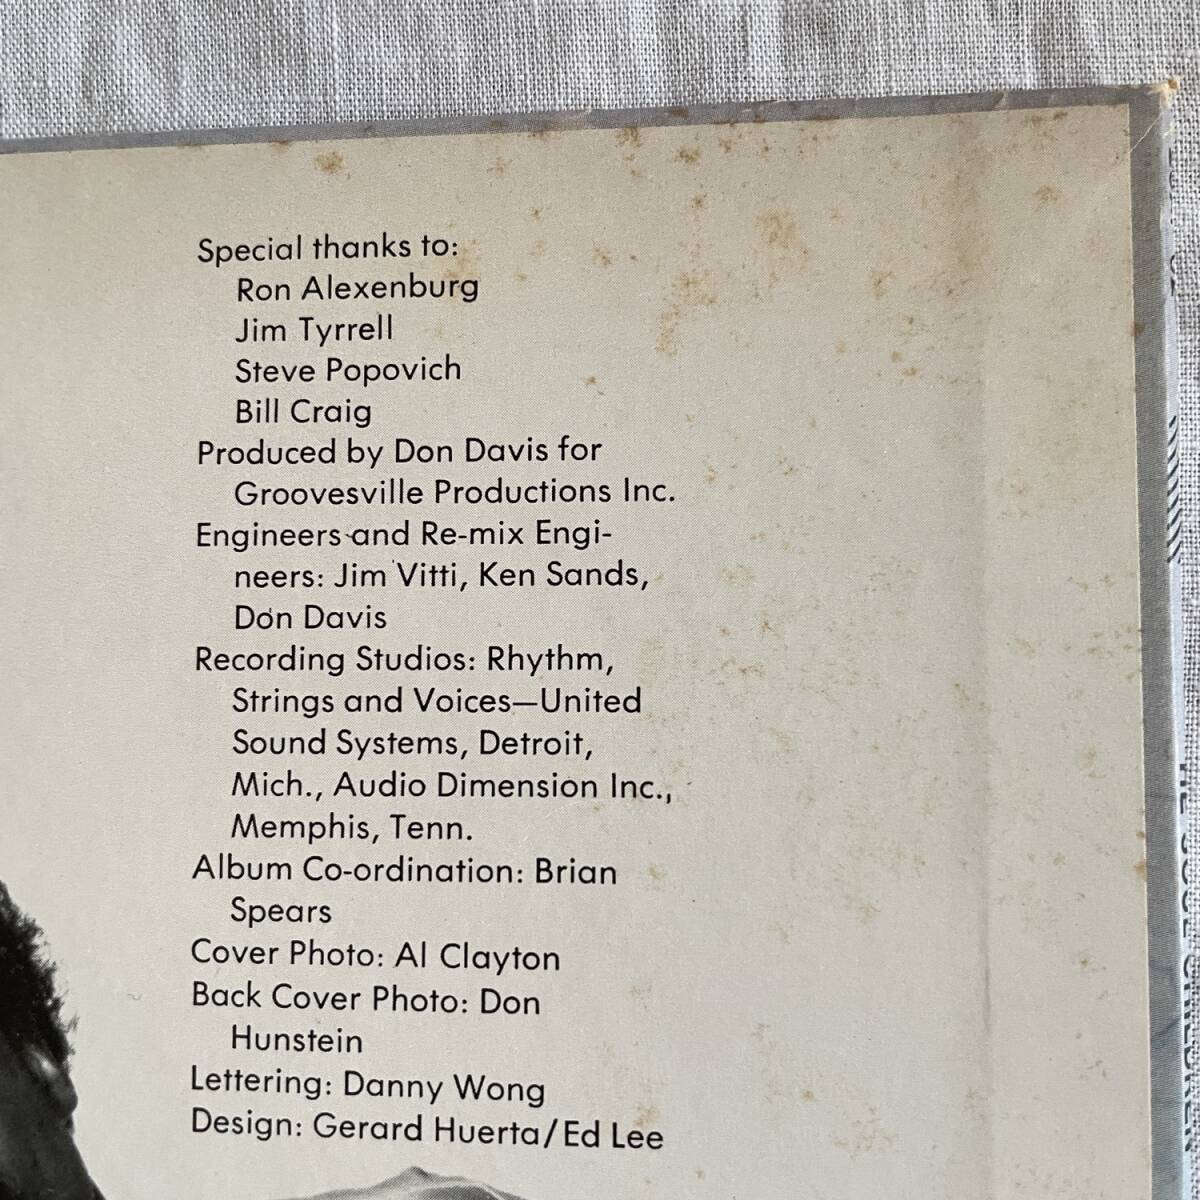 Special thanks to:
Ron Alexenburg
Jim Tyrrell
Steve Popovich
Bill Craig
Produced by Don Davis for
Groovesville Productions Inc.
Engineers and Re-mix Engi-
neers: Jim Vitti, Ken Sands,
Don Davis
Recording Studios: Rhythm,
Strings and Voices—United
Sound Systems, Detroit,
Mich., Audio Dimension Inc.,
Memphis, Tenn.
Album Co-ordination: Brian
Spears
Cover Photo: Al Clayton
Back Cover Photo: Don
Hunstein
Lettering: Danny Wong
Design: Gerard Huerta/Ed Lee